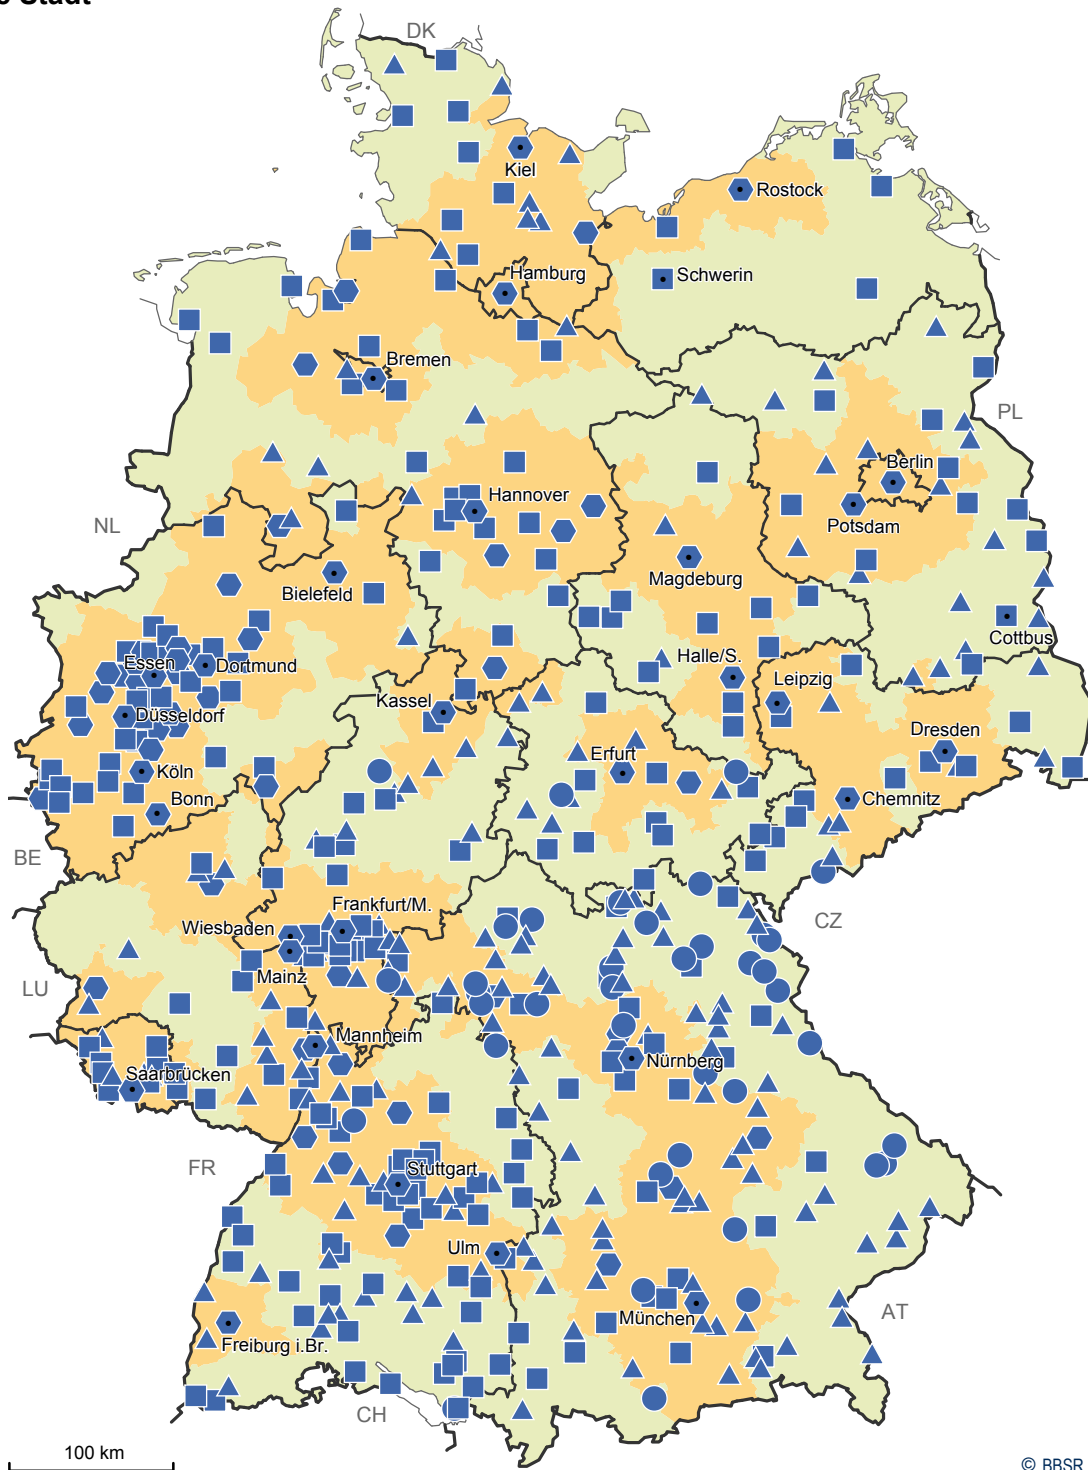 Stadt
DK
Kiel
Rostock
Hamburg
Schwerin
Bremen
PL
Berlin
Hannover
NL
Potsdam
Bielefeld
Magdeburg
Cottbus
Essen
Dortmund
Halle/S.
Leipzig
Kassel
Düsseldorf
Dresden
Erfurt
Köln
Chemnitz
Bonn
BE
Frankfurt/M.
Wiesbaden
CZ
Mainz
LU
Mannheim
Nürnberg
Saarbrücken
FR
Stuttgart
Ulm
München
AT
Freiburg i.Br.
CH
100 km
© BBSR